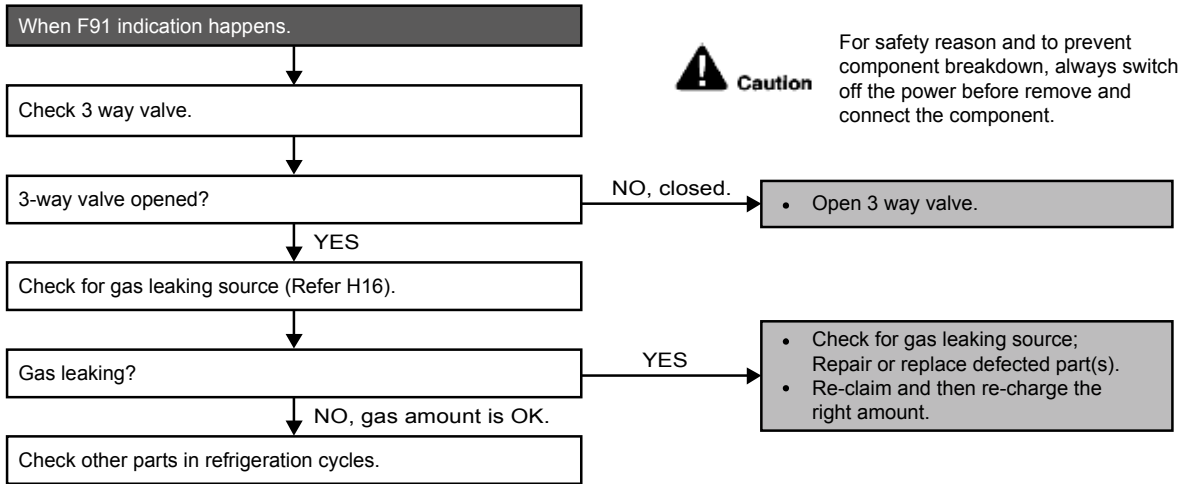 When F91 indication happens.
Caution
For safety reason and to prevent
component breakdown, always switch
off the power before remove and
connect the component.
Check 3 way valve.
3-way valve opened?
NO, closed.
• Open 3 way valve.
YES
Check for gas leaking source (Refer H16).
Gas leaking?
YES
• Check for gas leaking source;
Repair or replace defected part(s).
• Re-claim and then re-charge the
right amount.
NO, gas amount is OK.
Check other parts in refrigeration cycles.